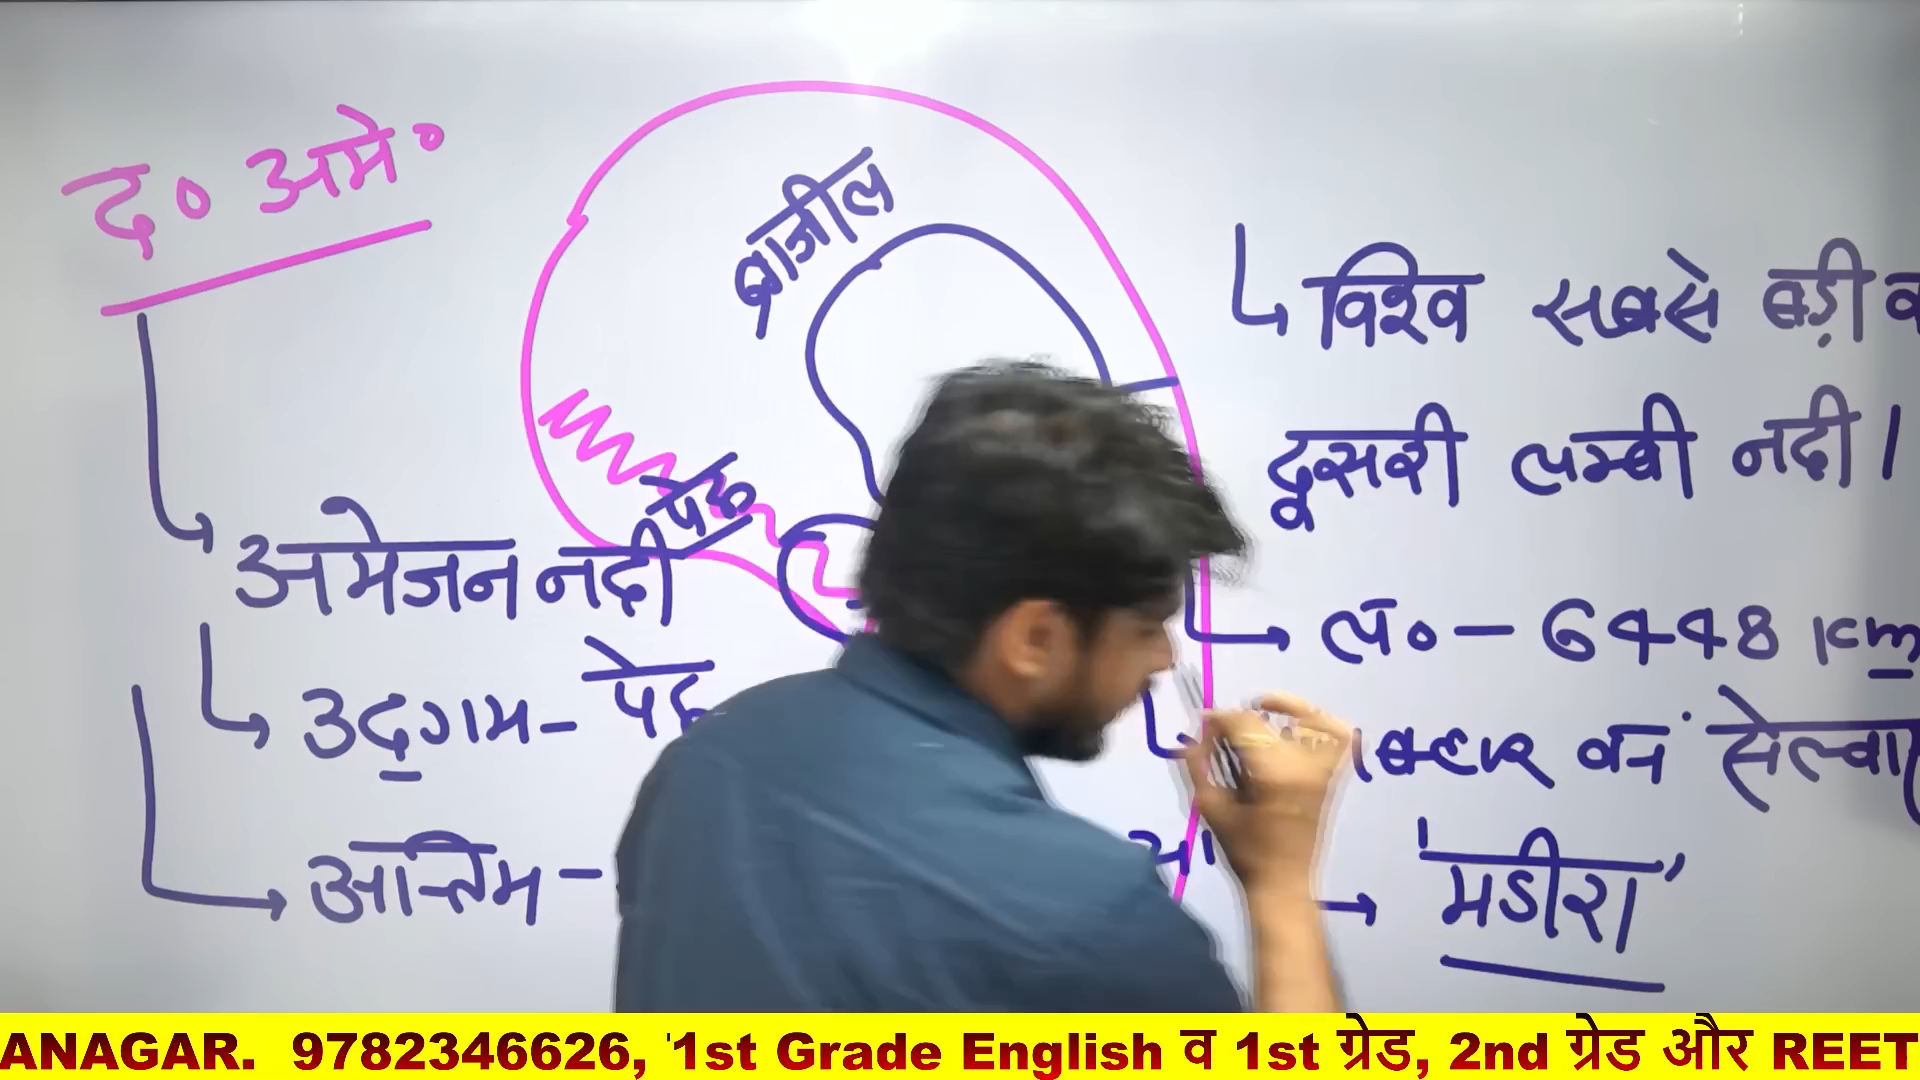 द० अमे०
ब्राजील
पेरू
अमेजन नदी
उद्गम - पेरू
अन्तिम -
विश्व सबसे बड़ी व
दूसरी लम्बी नदी।
ल० - 6448 km
वन सेल्वा
'मडीरा'
ANAGAR. 9782346626, '1st Grade English व 1st ग्रेड, 2nd ग्रेड और REET